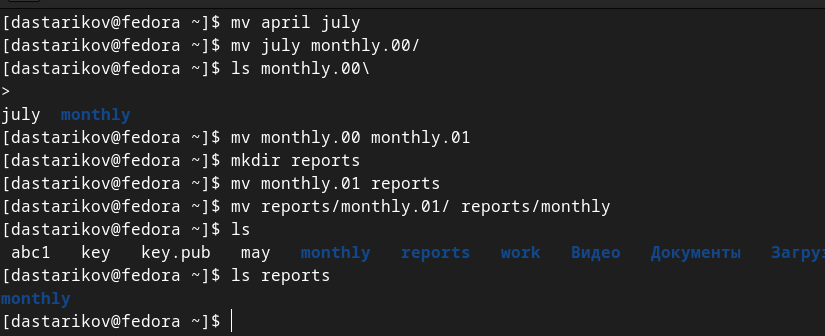 [dastarikov@fedora ~]$ mv april july
[dastarikov@fedora ~]$ mv july monthly.00/
[dastarikov@fedora ~]$ ls monthly.00\
>
july  monthly
[dastarikov@fedora ~]$ mv monthly.00 monthly.01
[dastarikov@fedora ~]$ mkdir reports
[dastarikov@fedora ~]$ mv monthly.01 reports
[dastarikov@fedora ~]$ mv reports/monthly.01/ reports/monthly
[dastarikov@fedora ~]$ ls
abc1   key   key.pub   may   monthly   reports   work   Видео   Документы
[dastarikov@fedora ~]$ ls reports
monthly
[dastarikov@fedora ~]$